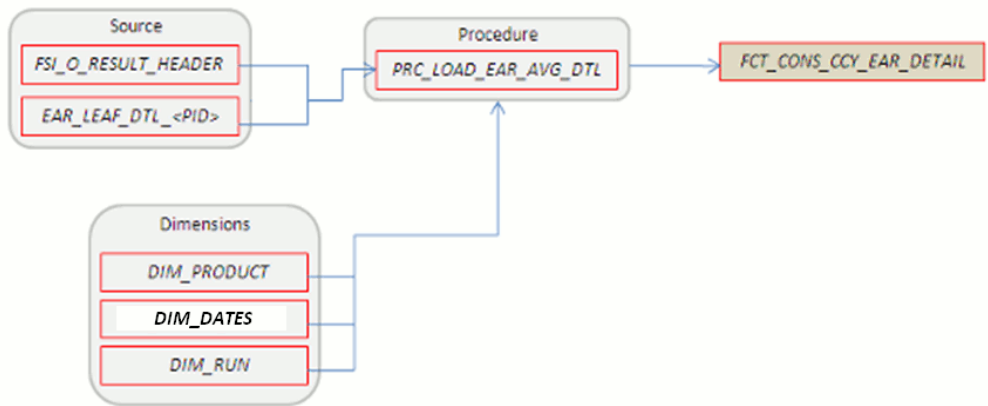 Source
FSI_O_RESULT_HEADER
EAR_LEAF_DTL_<PID>
Procedure
PRC_LOAD_EAR_AVG_DTL
FCT_CONS_CCY_EAR_DETAIL
Dimensions
DIM_PRODUCT
DIM_DATES
DIM_RUN